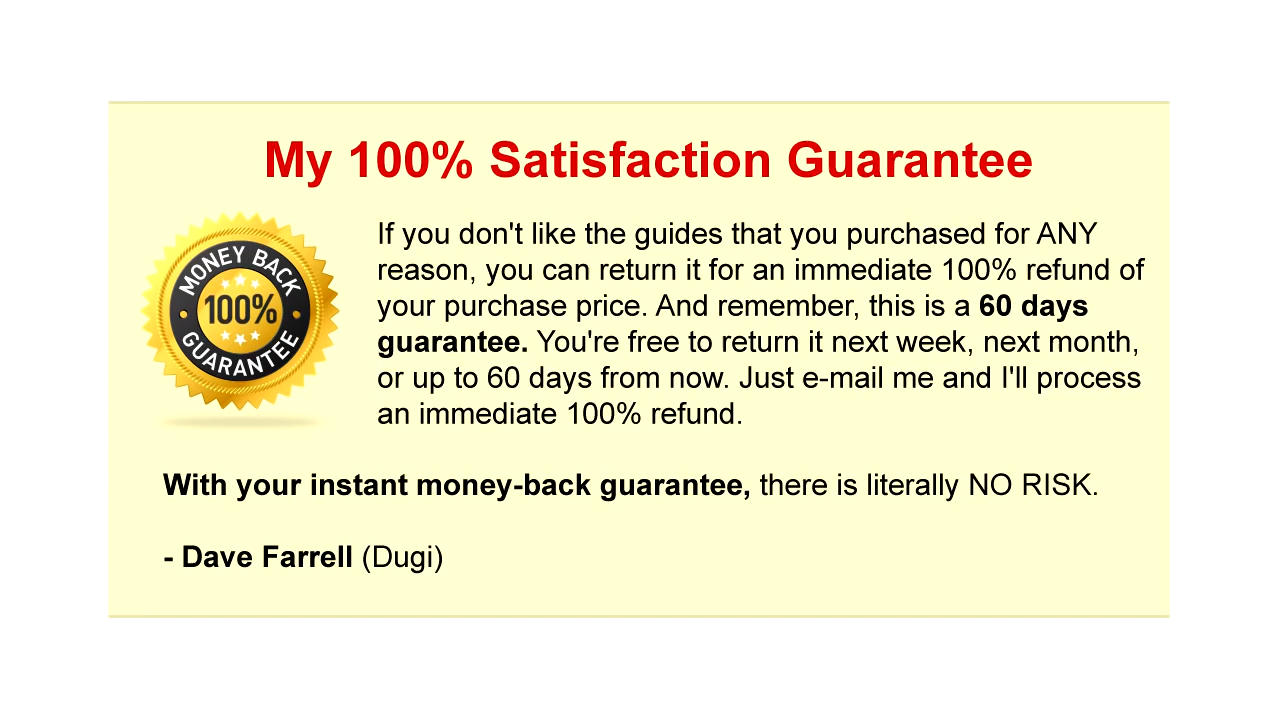 My 100% Satisfaction Guarantee
MONEY BACK
100%
GUARANTEE
If you don't like the guides that you purchased for ANY
reason, you can return it for an immediate 100% refund of
your purchase price. And remember, this is a 60 days
guarantee. You're free to return it next week, next month,
or up to 60 days from now. Just e-mail me and I'll process
an immediate 100% refund.
With your instant money-back guarantee, there is literally NO RISK.
- Dave Farrell (Dugi)